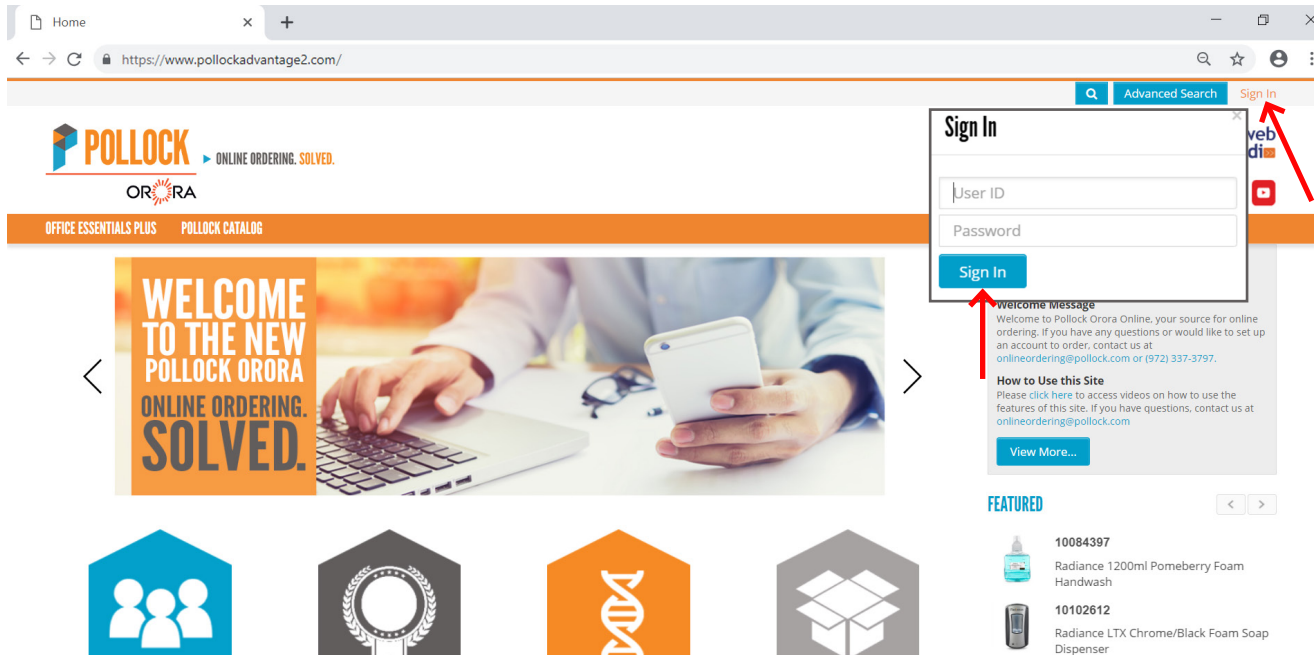 Home
https://www.pollockadvantage2.com/
Advanced Search
Sign In
POLLOCK
ONLINE ORDERING. SOLVED.
ORORA
Sign In
User ID
Password
Sign In
web
di
OFFICE ESSENTIALS PLUS
POLLOCK CATALOG
WELCOME
TO THE NEW
POLLOCK ORORA
ONLINE ORDERING.
SOLVED.
Welcome Message
Welcome to Pollock Orora Online, your source for online
ordering. If you have any questions or would like to set up
an account to order, contact us at
onlineordering@pollock.com or (972) 337-3797.
How to Use this Site
Please click here to access videos on how to use the
features of this site. If you have questions, contact us at
onlineordering@pollock.com
View More...
FEATURED
10084397
Radiance 1200ml Pomeberry Foam
Handwash
10102612
Radiance LTX Chrome/Black Foam Soap
Dispenser